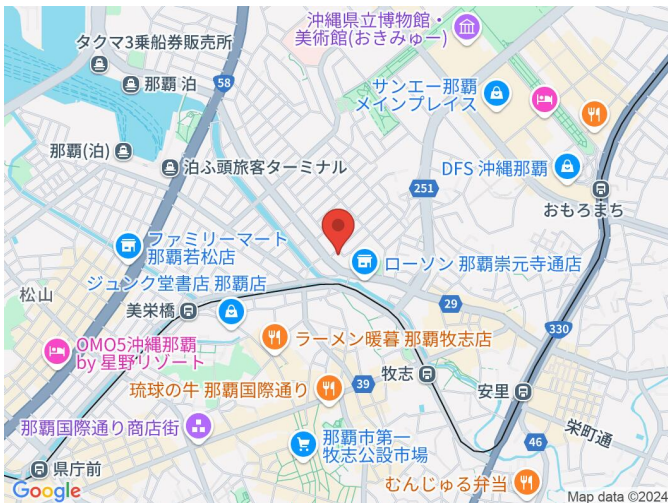 沖縄県立博物館・
美術館(おきみゅー)
タクマ3乗船券販売所
那覇 泊
58
サンエー那覇
メインプレイス
那覇(泊)
泊ふ頭旅客ターミナル
DFS 沖縄那覇
251
おもろまち
ファミリーマート
那覇若松店
ローソン 那覇崇元寺通店
ジュンク堂書店 那覇店
松山
美栄橋
29
330
OMO5沖縄那覇
by 星野リゾート
ラーメン暖暮 那覇牧志店
牧志
安里
琉球の牛 那覇国際通り
39
那覇国際通り商店街
那覇市第一
牧志公設市場
46
栄町通
県庁前
むんじゅる弁当
Google
Map data ©2024